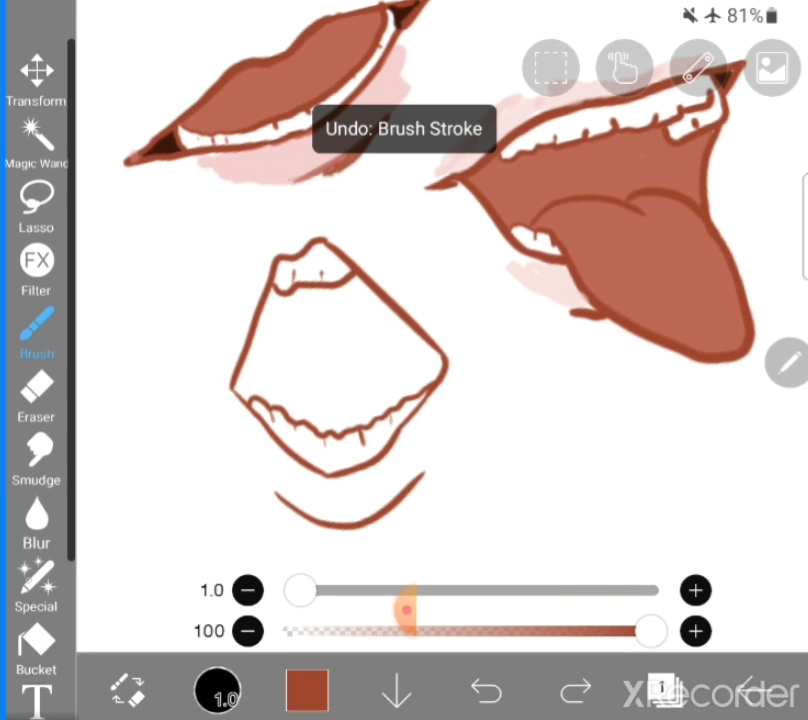 81%
Transform
Undo: Brush Stroke
Magic Wand
Lasso
FX
Filter
Brush
Eraser
Smudge
Blur
1.0
Special
100
Bucket
T
1.0
1
XRecorder